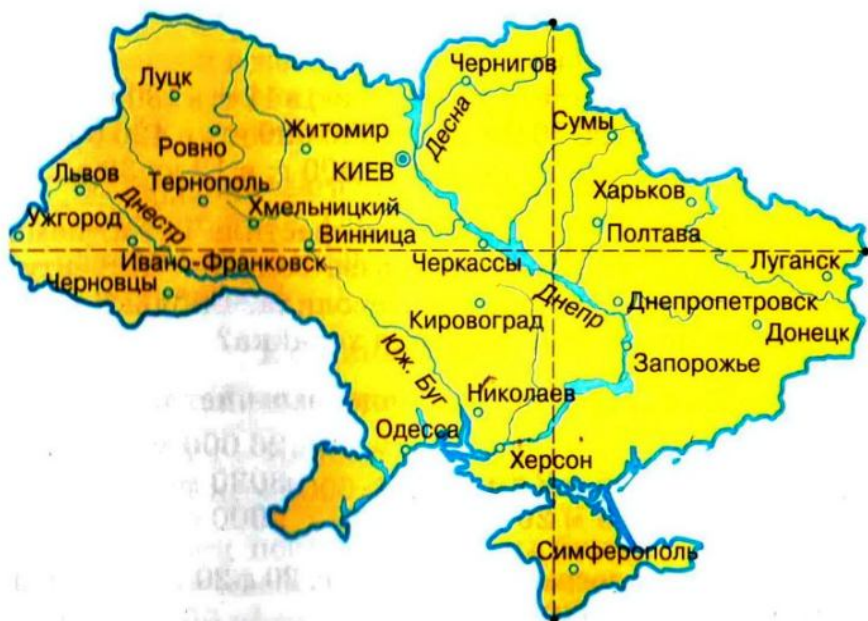 Чернигов
Луцк
Десна
Сумы
Житомир
Ровно
КИЕВ
Львов
Тернополь
Харьков
Ужгород
Днестр
Хмельницкий
Винница
Полтава
Черкассы
Ивано-Франковск
Луганск
Черновцы
Днепр
Днепропетровск
Кировоград
Донецк
Юж. Буг
Запорожье
Николаев
Одесса
Херсон
Симферополь